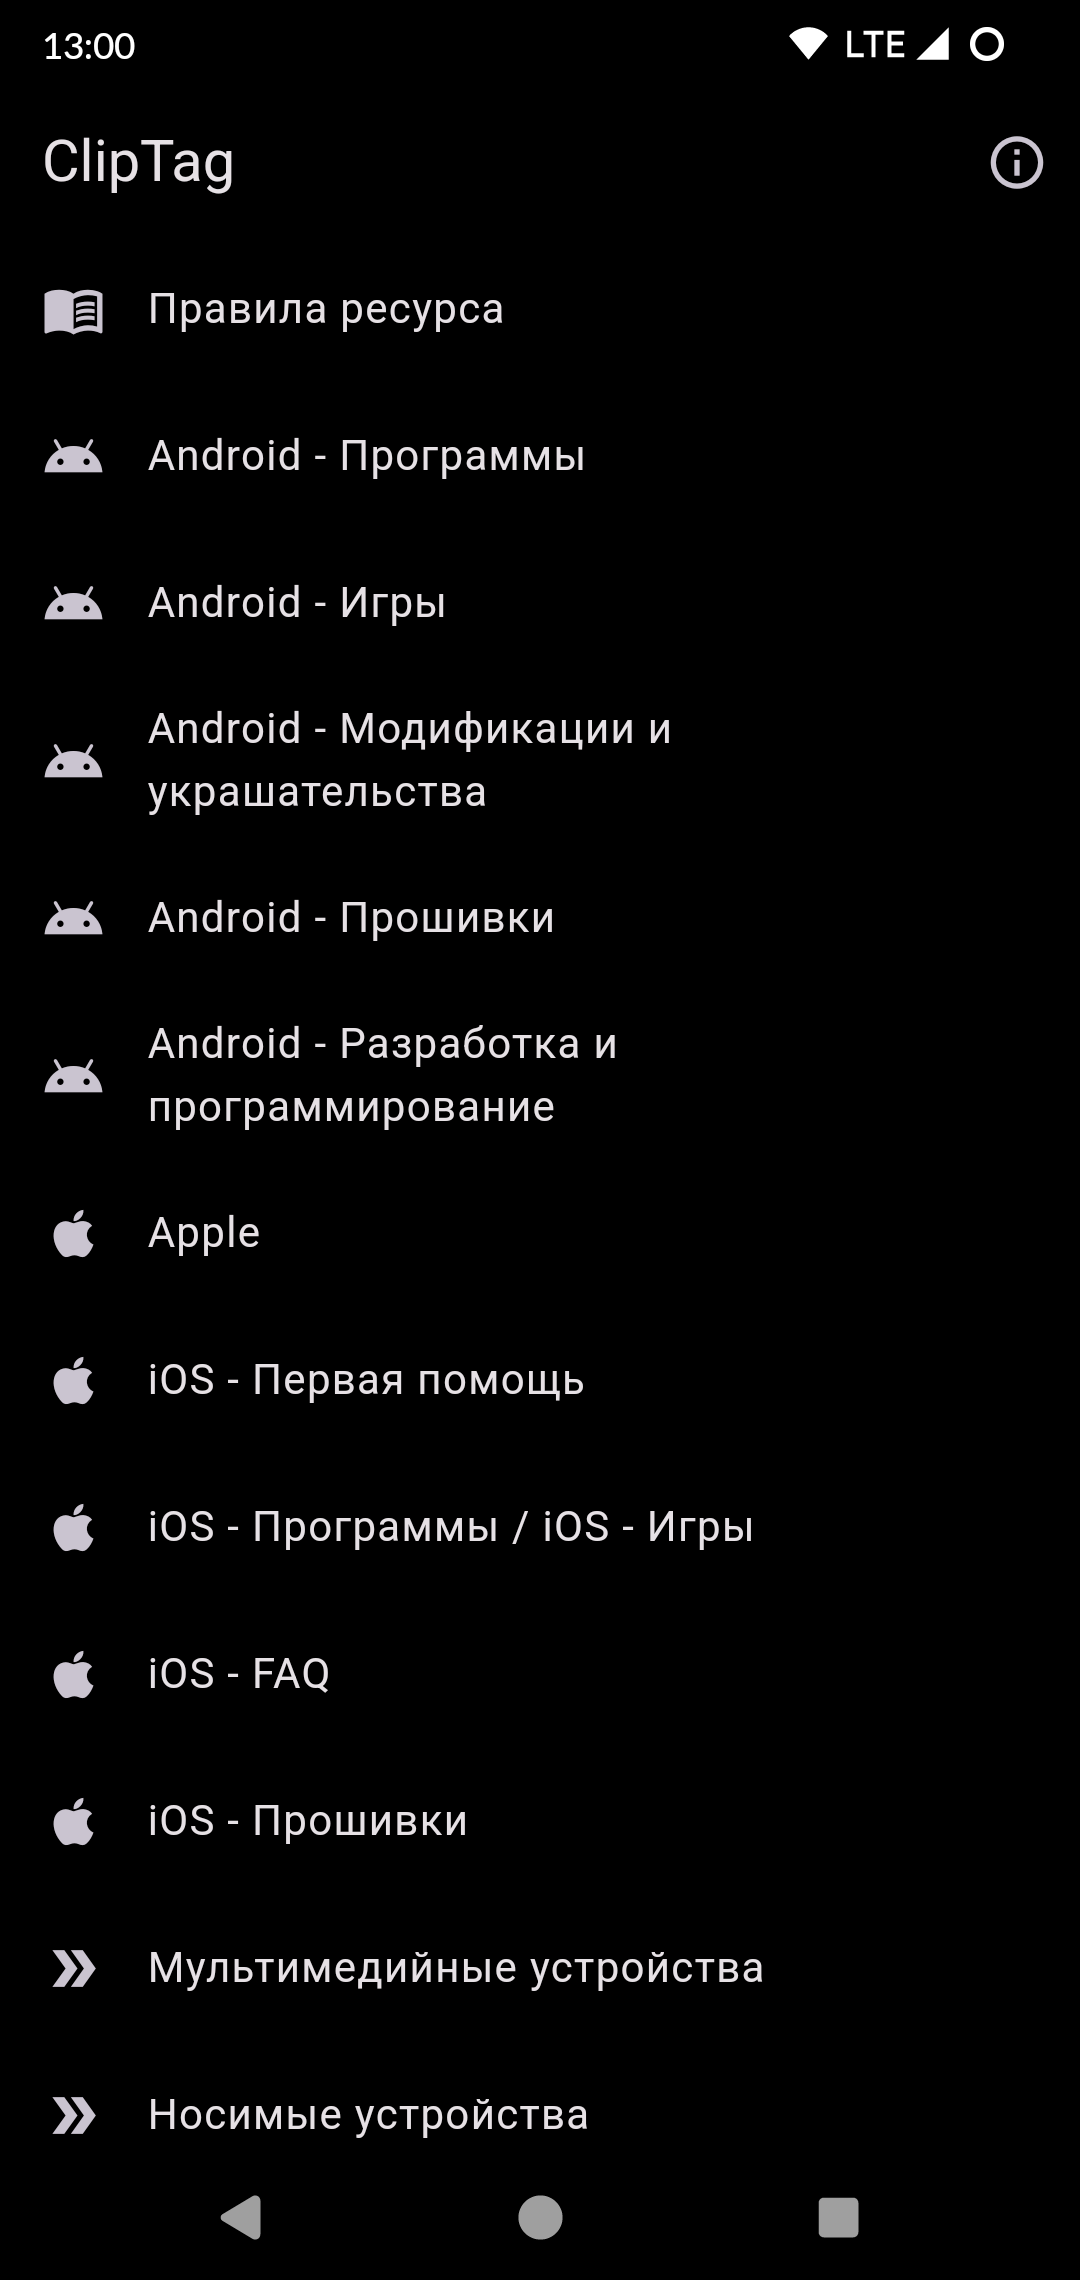 13:00
LTE
ClipTag
Правила ресурса
Android - Программы
Android - Игры
Android - Модификации и
украшательства
Android - Прошивки
Android - Разработка и
программирование
Apple
iOS - Первая помощь
iOS - Программы / iOS - Игры
iOS - FAQ
iOS - Прошивки
Мультимедийные устройства
Носимые устройства